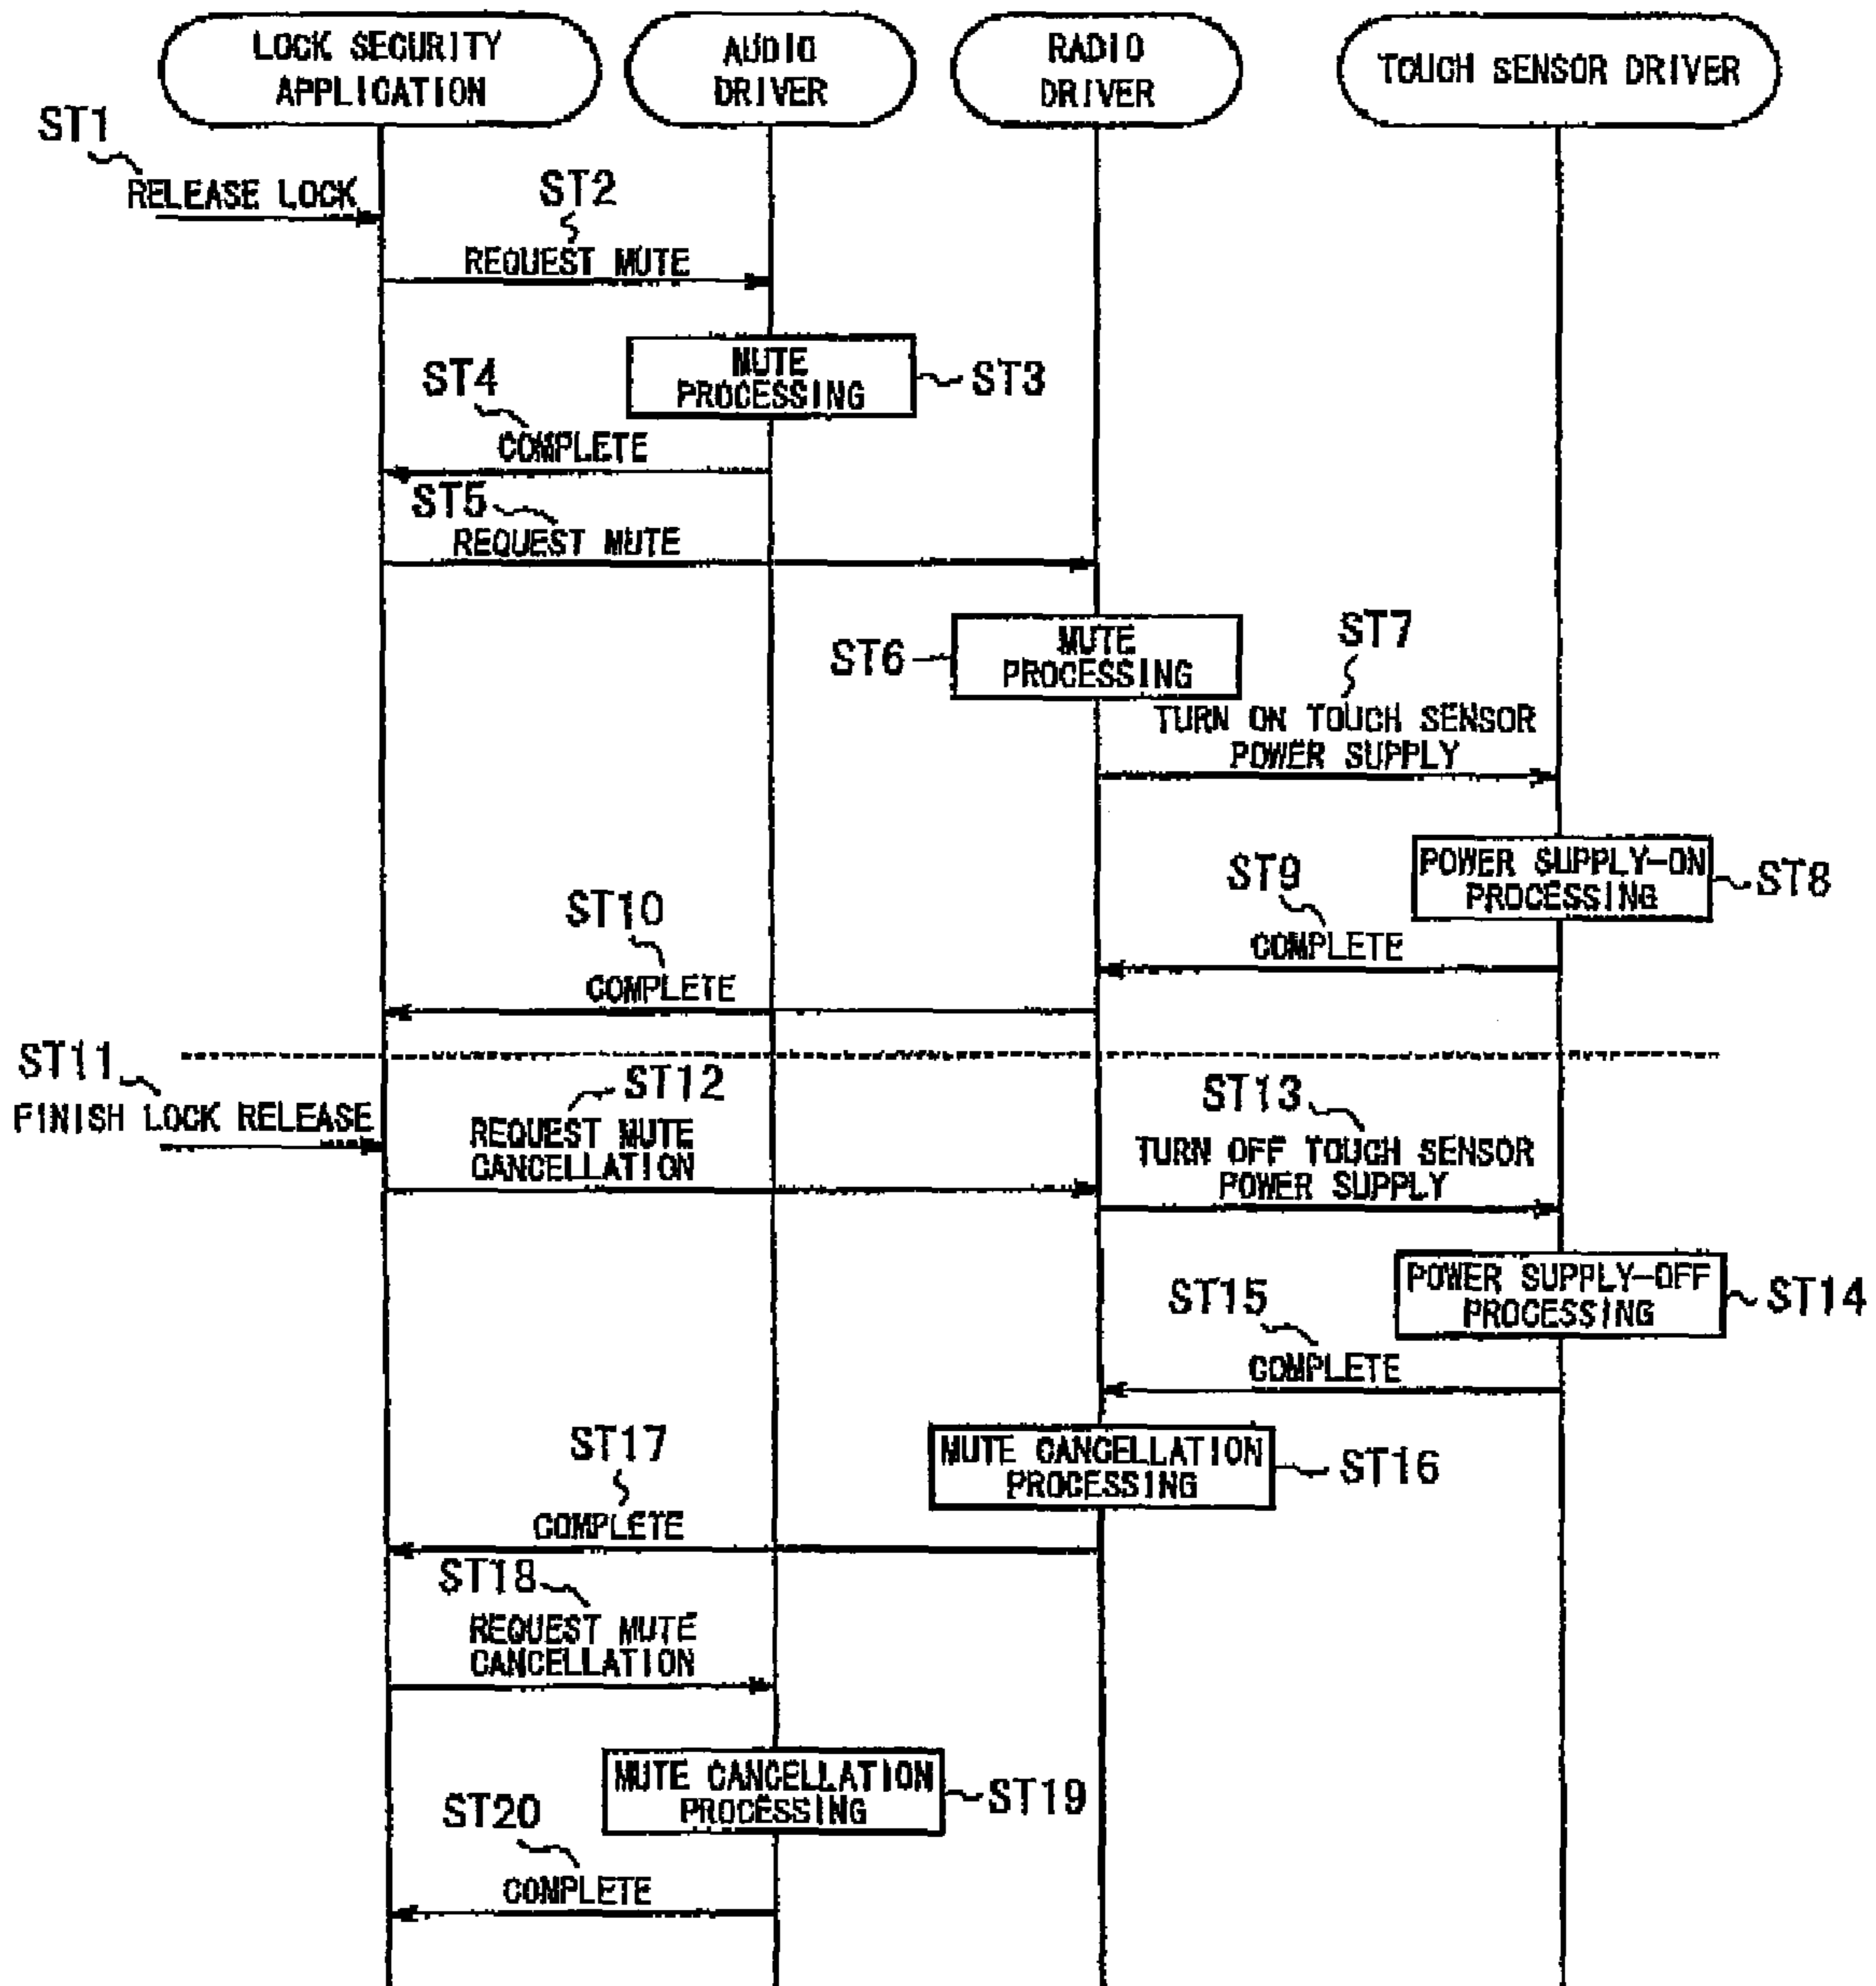 LOCK SECURITY
APPLICATION
AUDIO
DRIVER
RADIO
DRIVER
TOUCH SENSOR DRIVER
ST1
RELEASE LOCK
ST2
REQUEST MUTE
MUTE
PROCESSING
ST3
ST4
COMPLETE
ST5
REQUEST MUTE
ST6
MUTE
PROCESSING
ST7
TURN ON TOUCH SENSOR
POWER SUPPLY
POWER SUPPLY-ON
PROCESSING
ST8
ST9
COMPLETE
ST10
COMPLETE
ST11
FINISH LOCK RELEASE
ST12
REQUEST MUTE
CANCELLATION
ST13
TURN OFF TOUCH SENSOR
POWER SUPPLY
POWER SUPPLY-OFF
PROCESSING
ST14
ST15
COMPLETE
MUTE CANCELLATION
PROCESSING
ST16
ST17
COMPLETE
ST18
REQUEST MUTE
CANCELLATION
MUTE CANCELLATION
PROCESSING
ST19
ST20
COMPLETE